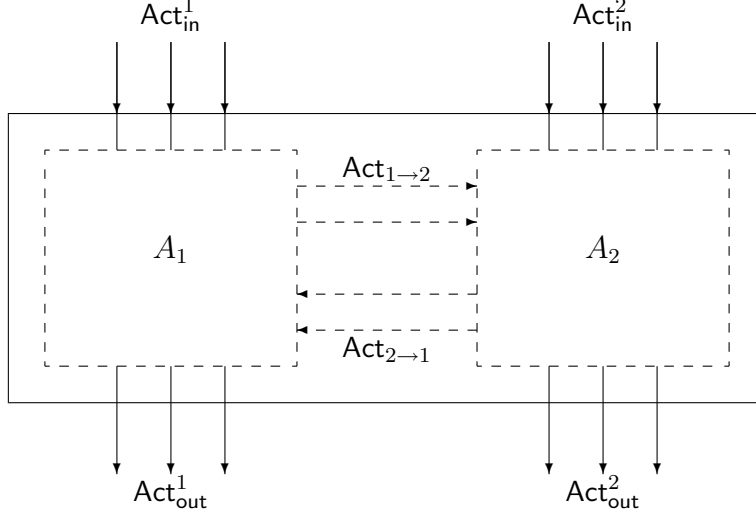 Act¹ᵢₙ Act²ᵢₙ
Act₁→₂
A₁ A₂
Act₂→₁
Act¹ₒᵤₜ Act²ₒᵤₜ